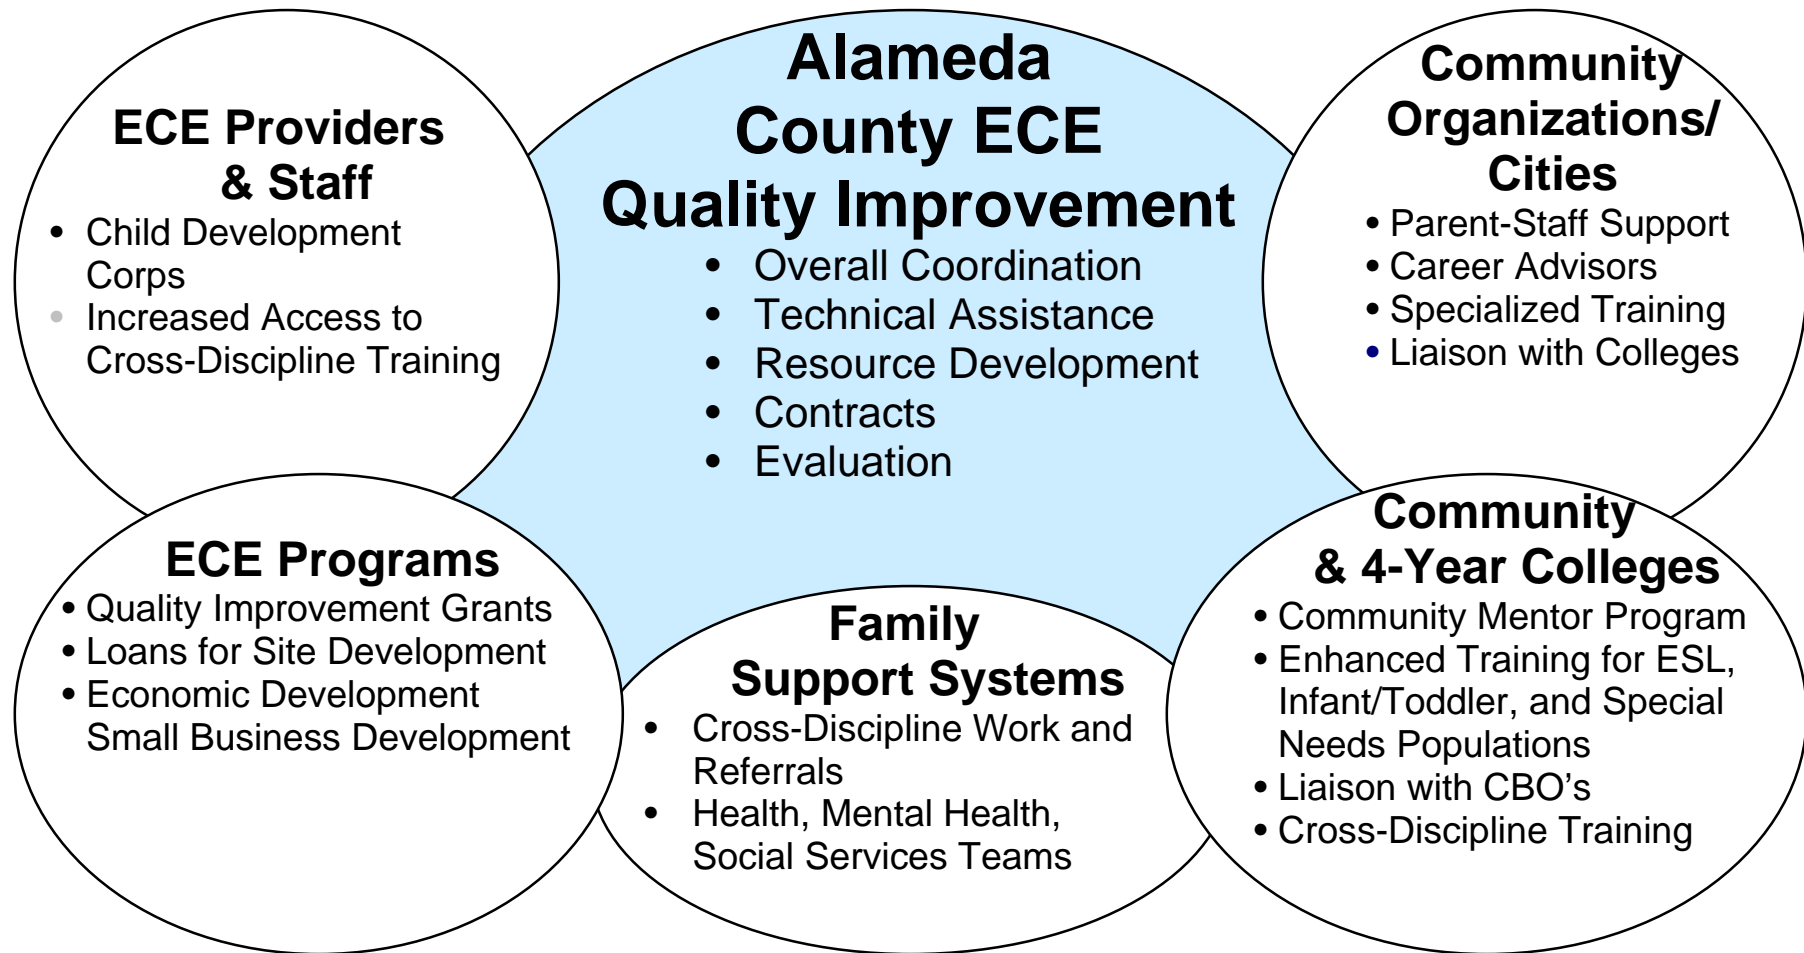 ECE Providers
& Staff
• Child Development
Corps
• Increased Access to
Cross-Discipline Training
Alameda
County ECE
Quality Improvement
• Overall Coordination
• Technical Assistance
• Resource Development
• Contracts
• Evaluation
Community
Organizations/
Cities
• Parent-Staff Support
• Career Advisors
• Specialized Training
• Liaison with Colleges
ECE Programs
• Quality Improvement Grants
• Loans for Site Development
• Economic Development
Small Business Development
Family
Support Systems
• Cross-Discipline Work and
Referrals
• Health, Mental Health,
Social Services Teams
Community
& 4-Year Colleges
• Community Mentor Program
• Enhanced Training for ESL,
Infant/Toddler, and Special
Needs Populations
• Liaison with CBO’s
• Cross-Discipline Training